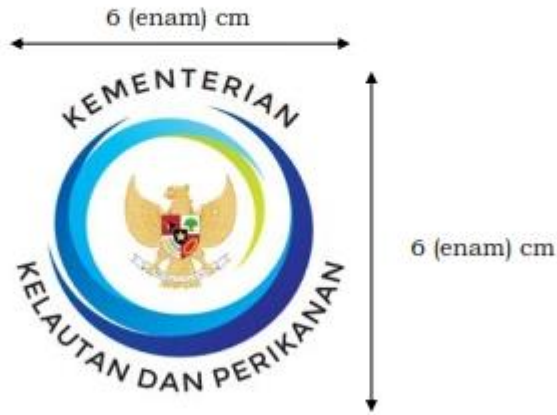 6 (enam) cm
KEMENTERIAN
6 (enam) cm
KELAUTAN DAN PERIKANAN